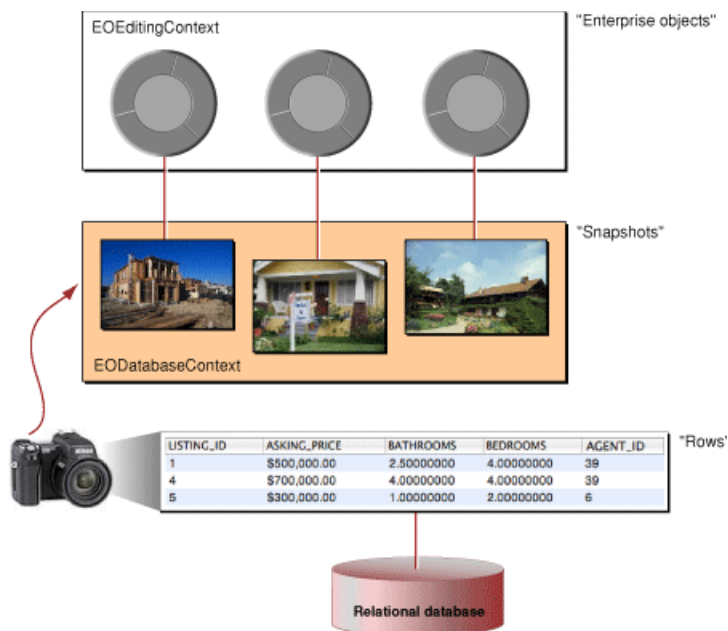 EOEditingContext
"Enterprise objects"
"Snapshots"
EODatabaseContext
LISTING_ID ASKING_PRICE BATHROOMS BEDROOMS AGENT_ID
1 $500,000.00 2.50000000 4.00000000 39
4 $700,000.00 4.00000000 4.00000000 39
5 $300,000.00 1.00000000 2.00000000 6
"Rows"
Relational database